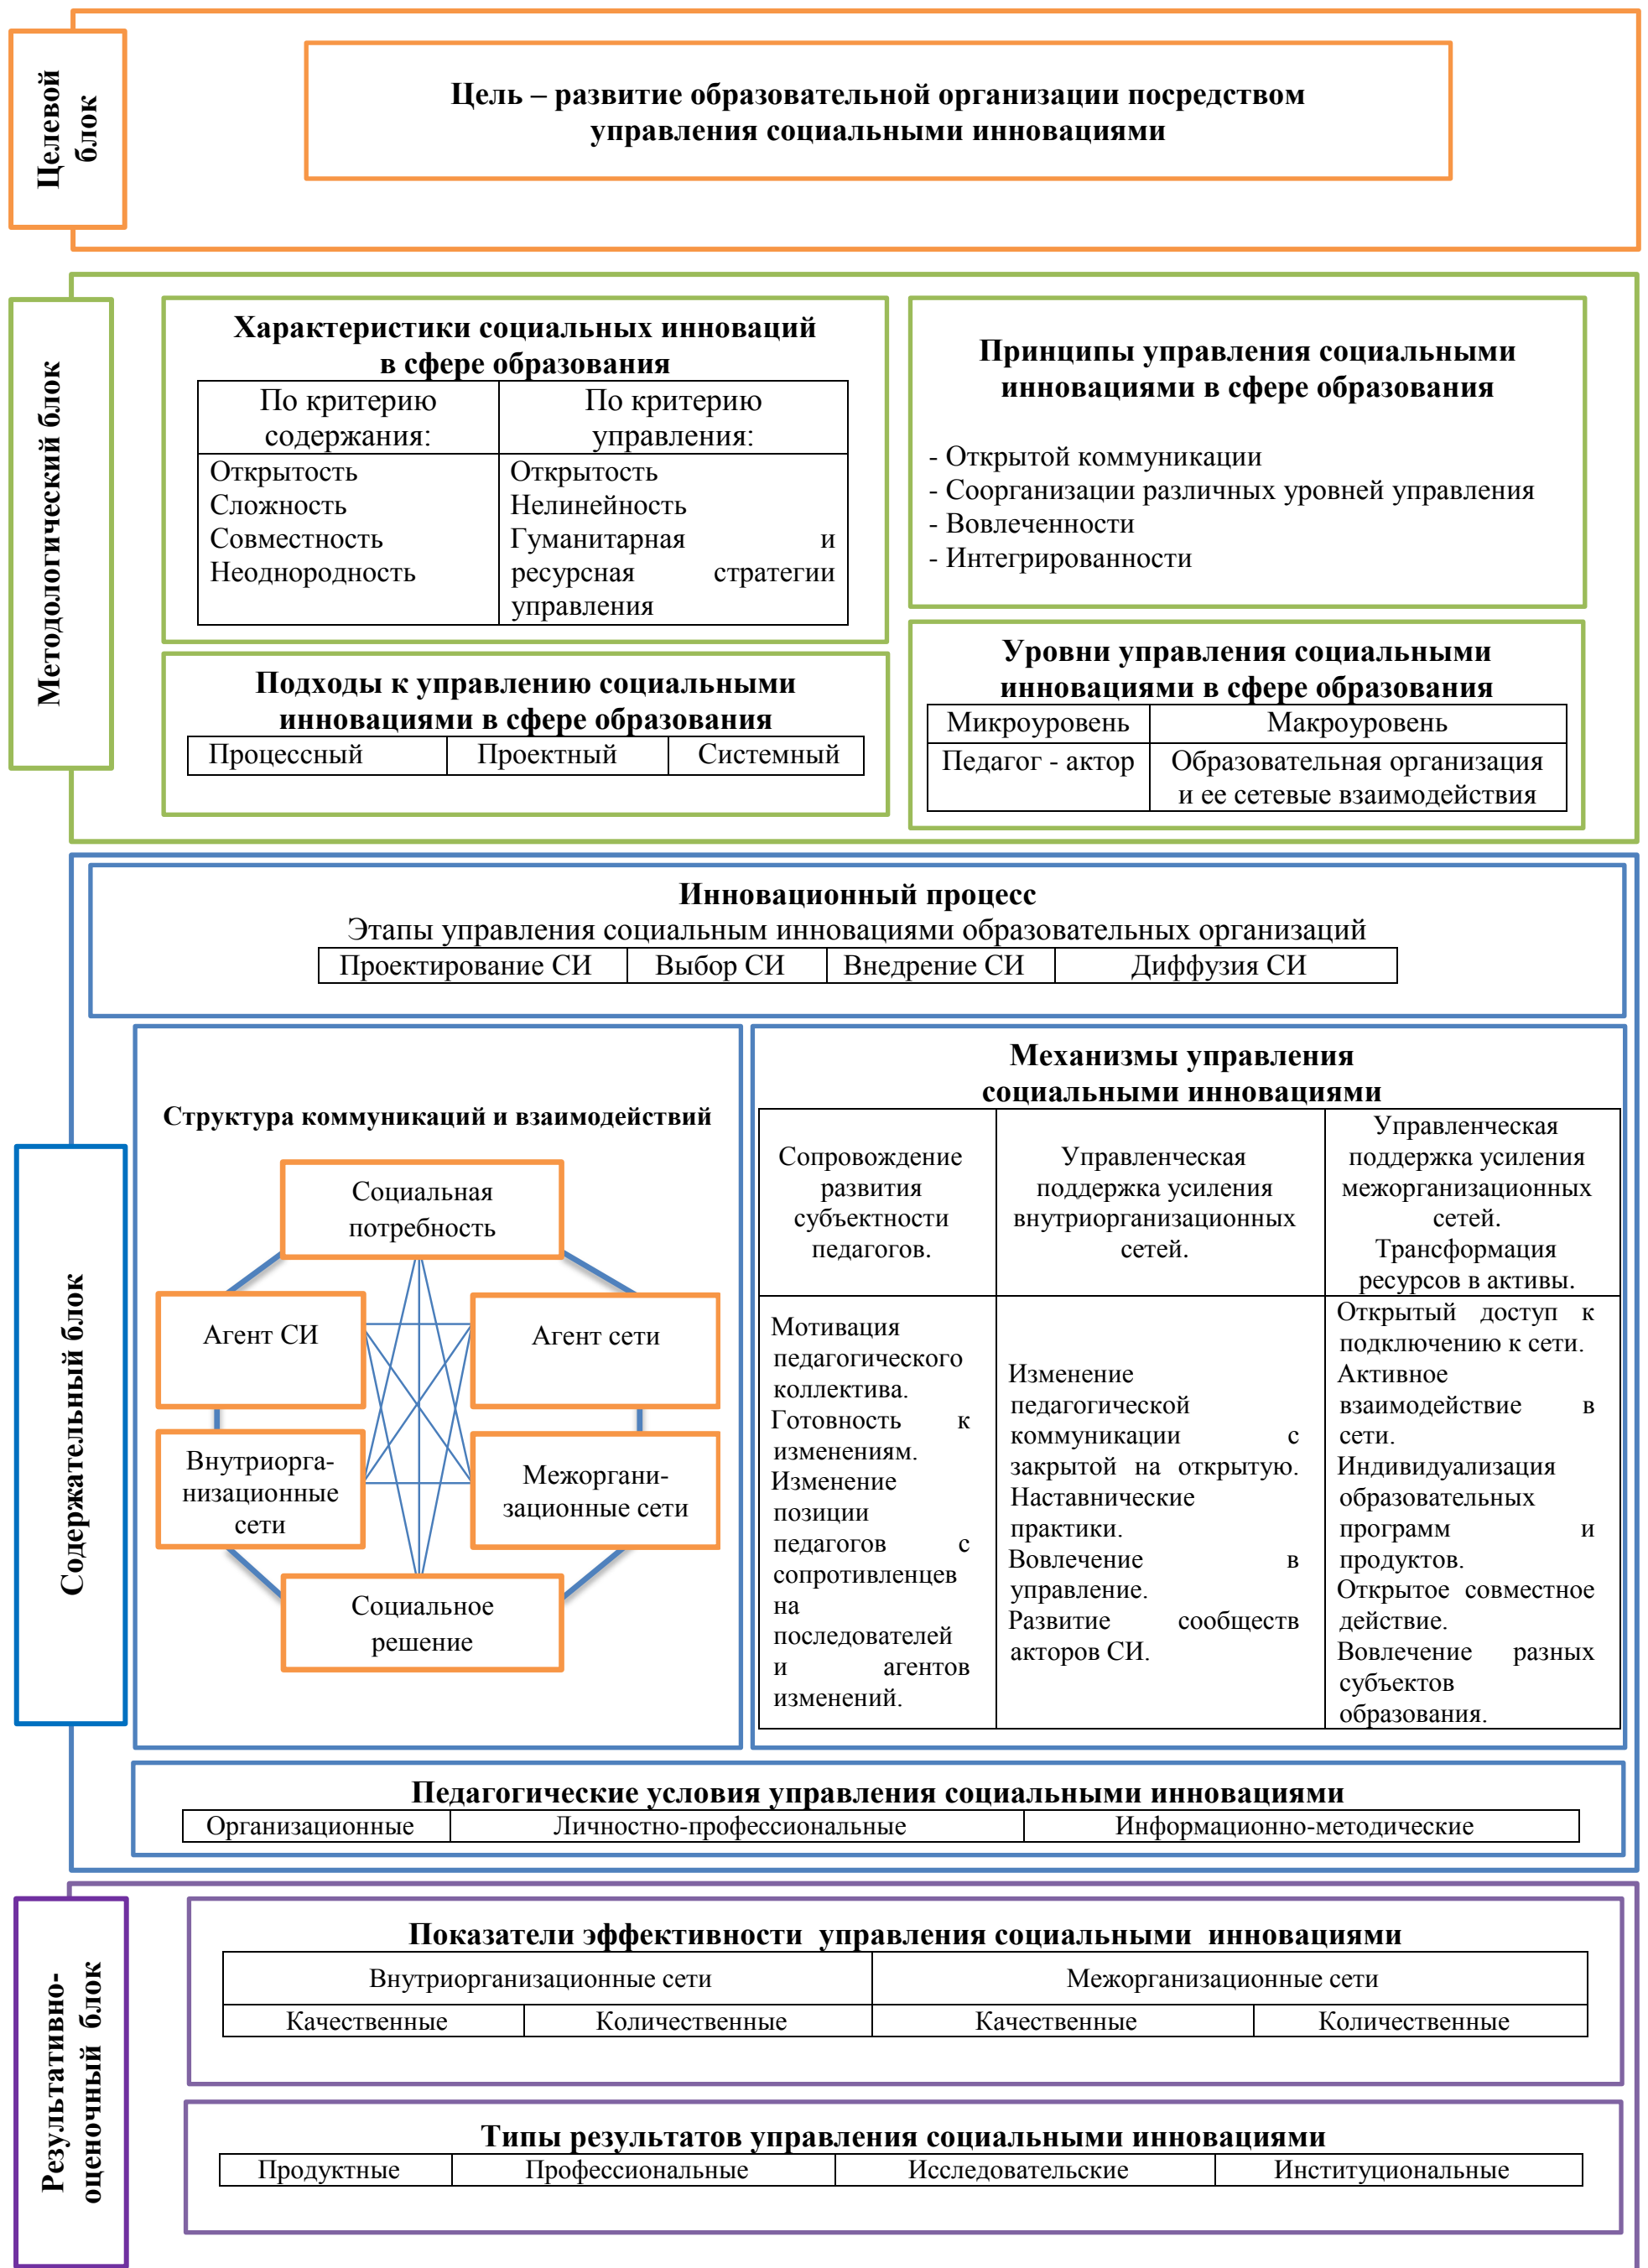 Целевой
блок
Цель – развитие образовательной организации посредством
управления социальными инновациями
Методологический блок
Характеристики социальных инноваций
в сфере образования
По критерию
содержания:
По критерию
управления:
Открытость
Сложность
Совместность
Неоднородность
Открытость
Нелинейность
Гуманитарная и
ресурсная стратегии
управления
Принципы управления социальными
инновациями в сфере образования
- Открытой коммуникации
- Соорганизации различных уровней управления
- Вовлеченности
- Интегрированности
Подходы к управлению социальными
инновациями в сфере образования
Процессный Проектный Системный
Уровни управления социальными
инновациями в сфере образования
Микроуровень Макроуровень
Педагог - актор
Образовательная организация
и ее сетевые взаимодействия
Содержательный блок
Инновационный процесс
Этапы управления социальным инновациями образовательных организаций
Проектирование СИ Выбор СИ Внедрение СИ Диффузия СИ
Структура коммуникаций и взаимодействий
Социальная
потребность
Агент СИ
Агент сети
Внутриорга-
низационные
сети
Межоргани-
зационные сети
Социальное
решение
Механизмы управления
социальными инновациями
Сопровождение
развития
субъектности
педагогов.
Управленческая
поддержка усиления
внутриорганизационных
сетей.
Управленческая
поддержка усиления
межорганизационных
сетей.
Трансформация
ресурсов в активы.
Мотивация
педагогического
коллектива.
Готовность к
изменениям.
Изменение
позиции
педагогов с
сопротивленцев
на
последователей
и агентов
изменений.
Изменение
педагогической
коммуникации с
закрытой на открытую.
Наставнические
практики.
Вовлечение в
управление.
Развитие сообществ
акторов СИ.
Открытый доступ к
подключению к сети.
Активное
взаимодействие в
сети.
Индивидуализация
образовательных
программ и
продуктов.
Открытое совместное
действие.
Вовлечение разных
субъектов
образования.
Педагогические условия управления социальными инновациями
Организационные Личностно-профессиональные Информационно-методические
Результативно-
оценочный блок
Показатели эффективности управления социальными инновациями
Внутриорганизационные сети Межорганизационные сети
Качественные Количественные Качественные Количественные
Типы результатов управления социальными инновациями
Продуктные Профессиональные Исследовательские Институциональные